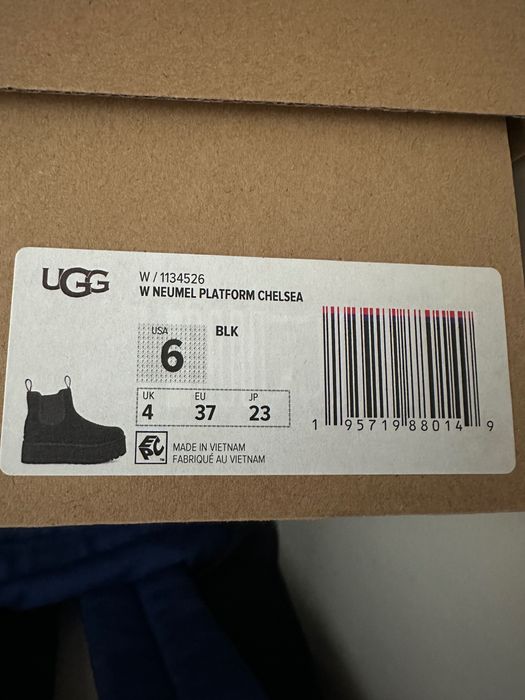 UGG
W / 1134526
W NEUMEL PLATFORM CHELSEA
USA
6
BLK
UK EU JP
4 37 23
EPC
MADE IN VIETNAM
FABRIQUÉ AU VIETNAM
1 95719 88014 9